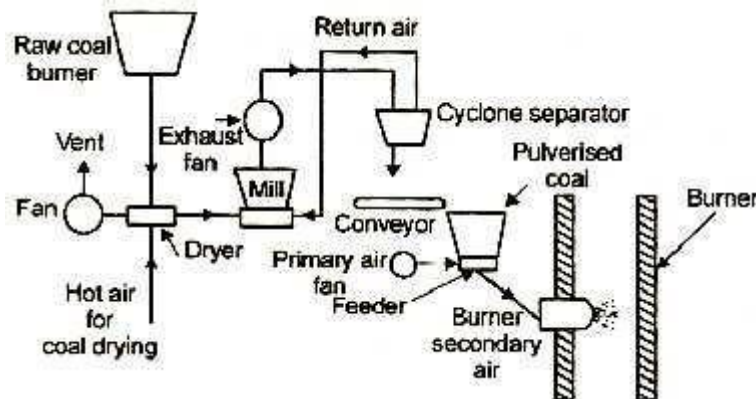 Return air
Raw coal
burner
Cyclone separator
Exhaust
fan
Vent
Pulverised
coal
Mill
Burner
Fan
Conveyor
Dryer
Primary air
fan
Feeder
Hot air
for
coal drying
Burner
secondary
air